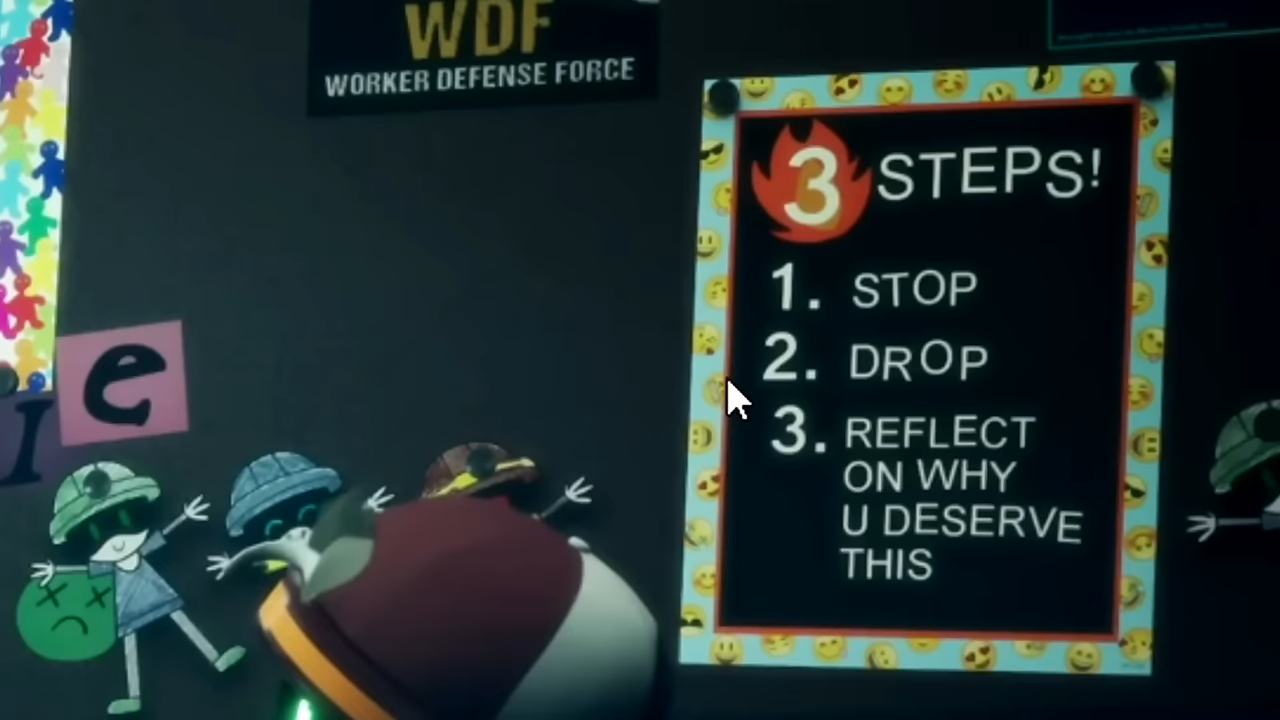 WDF
WORKER DEFENSE FORCE
3 STEPS!
1. STOP
2. DROP
3. REFLECT
ON WHY
U DESERVE
THIS
e